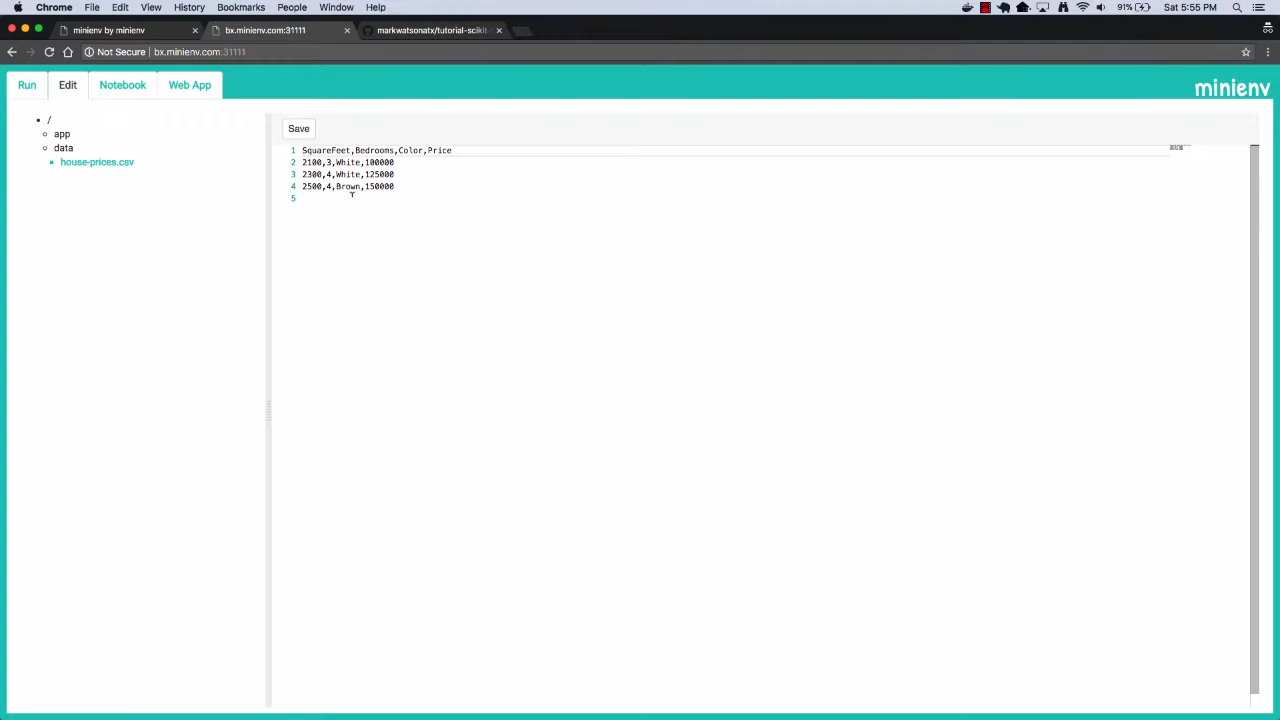 Chrome File Edit View History Bookmarks People Window Help 91% Sat 5:55 PM
minienv by minienv bx.minienv.com:31111 markwatsonatx/tutorial-scikit-
Not Secure bx.minienv.com:31111
Run Edit Notebook Web App minienv
/
app
data
house-prices.csv
Save
1 SquareFeet,Bedrooms,Color,Price
2 2100,3,White,100000
3 2300,4,White,125000
4 2500,4,Brown,150000
5